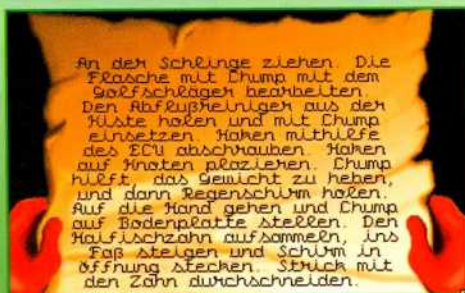 An der Schlinge ziehen. Die
Flasche mit Chump mit dem
Golfschläger bearbeiten.
Den Abflußreiniger aus der
Kiste holen und mit Chump
einsetzen. Haken mithilfe
des ECU abschrauben. Haken
auf Knoten plazieren. Chump
hilft, das Gewicht zu heben,
und dann Regenschirm holen.
Auf die Hand gehen und Chump
auf Bodenplatte stellen. Den
Haifischzahn aufsammeln, ins
Faß steigen und Schirm in
Öffnung stecken. Strick mit
den Zahn durchschneiden.